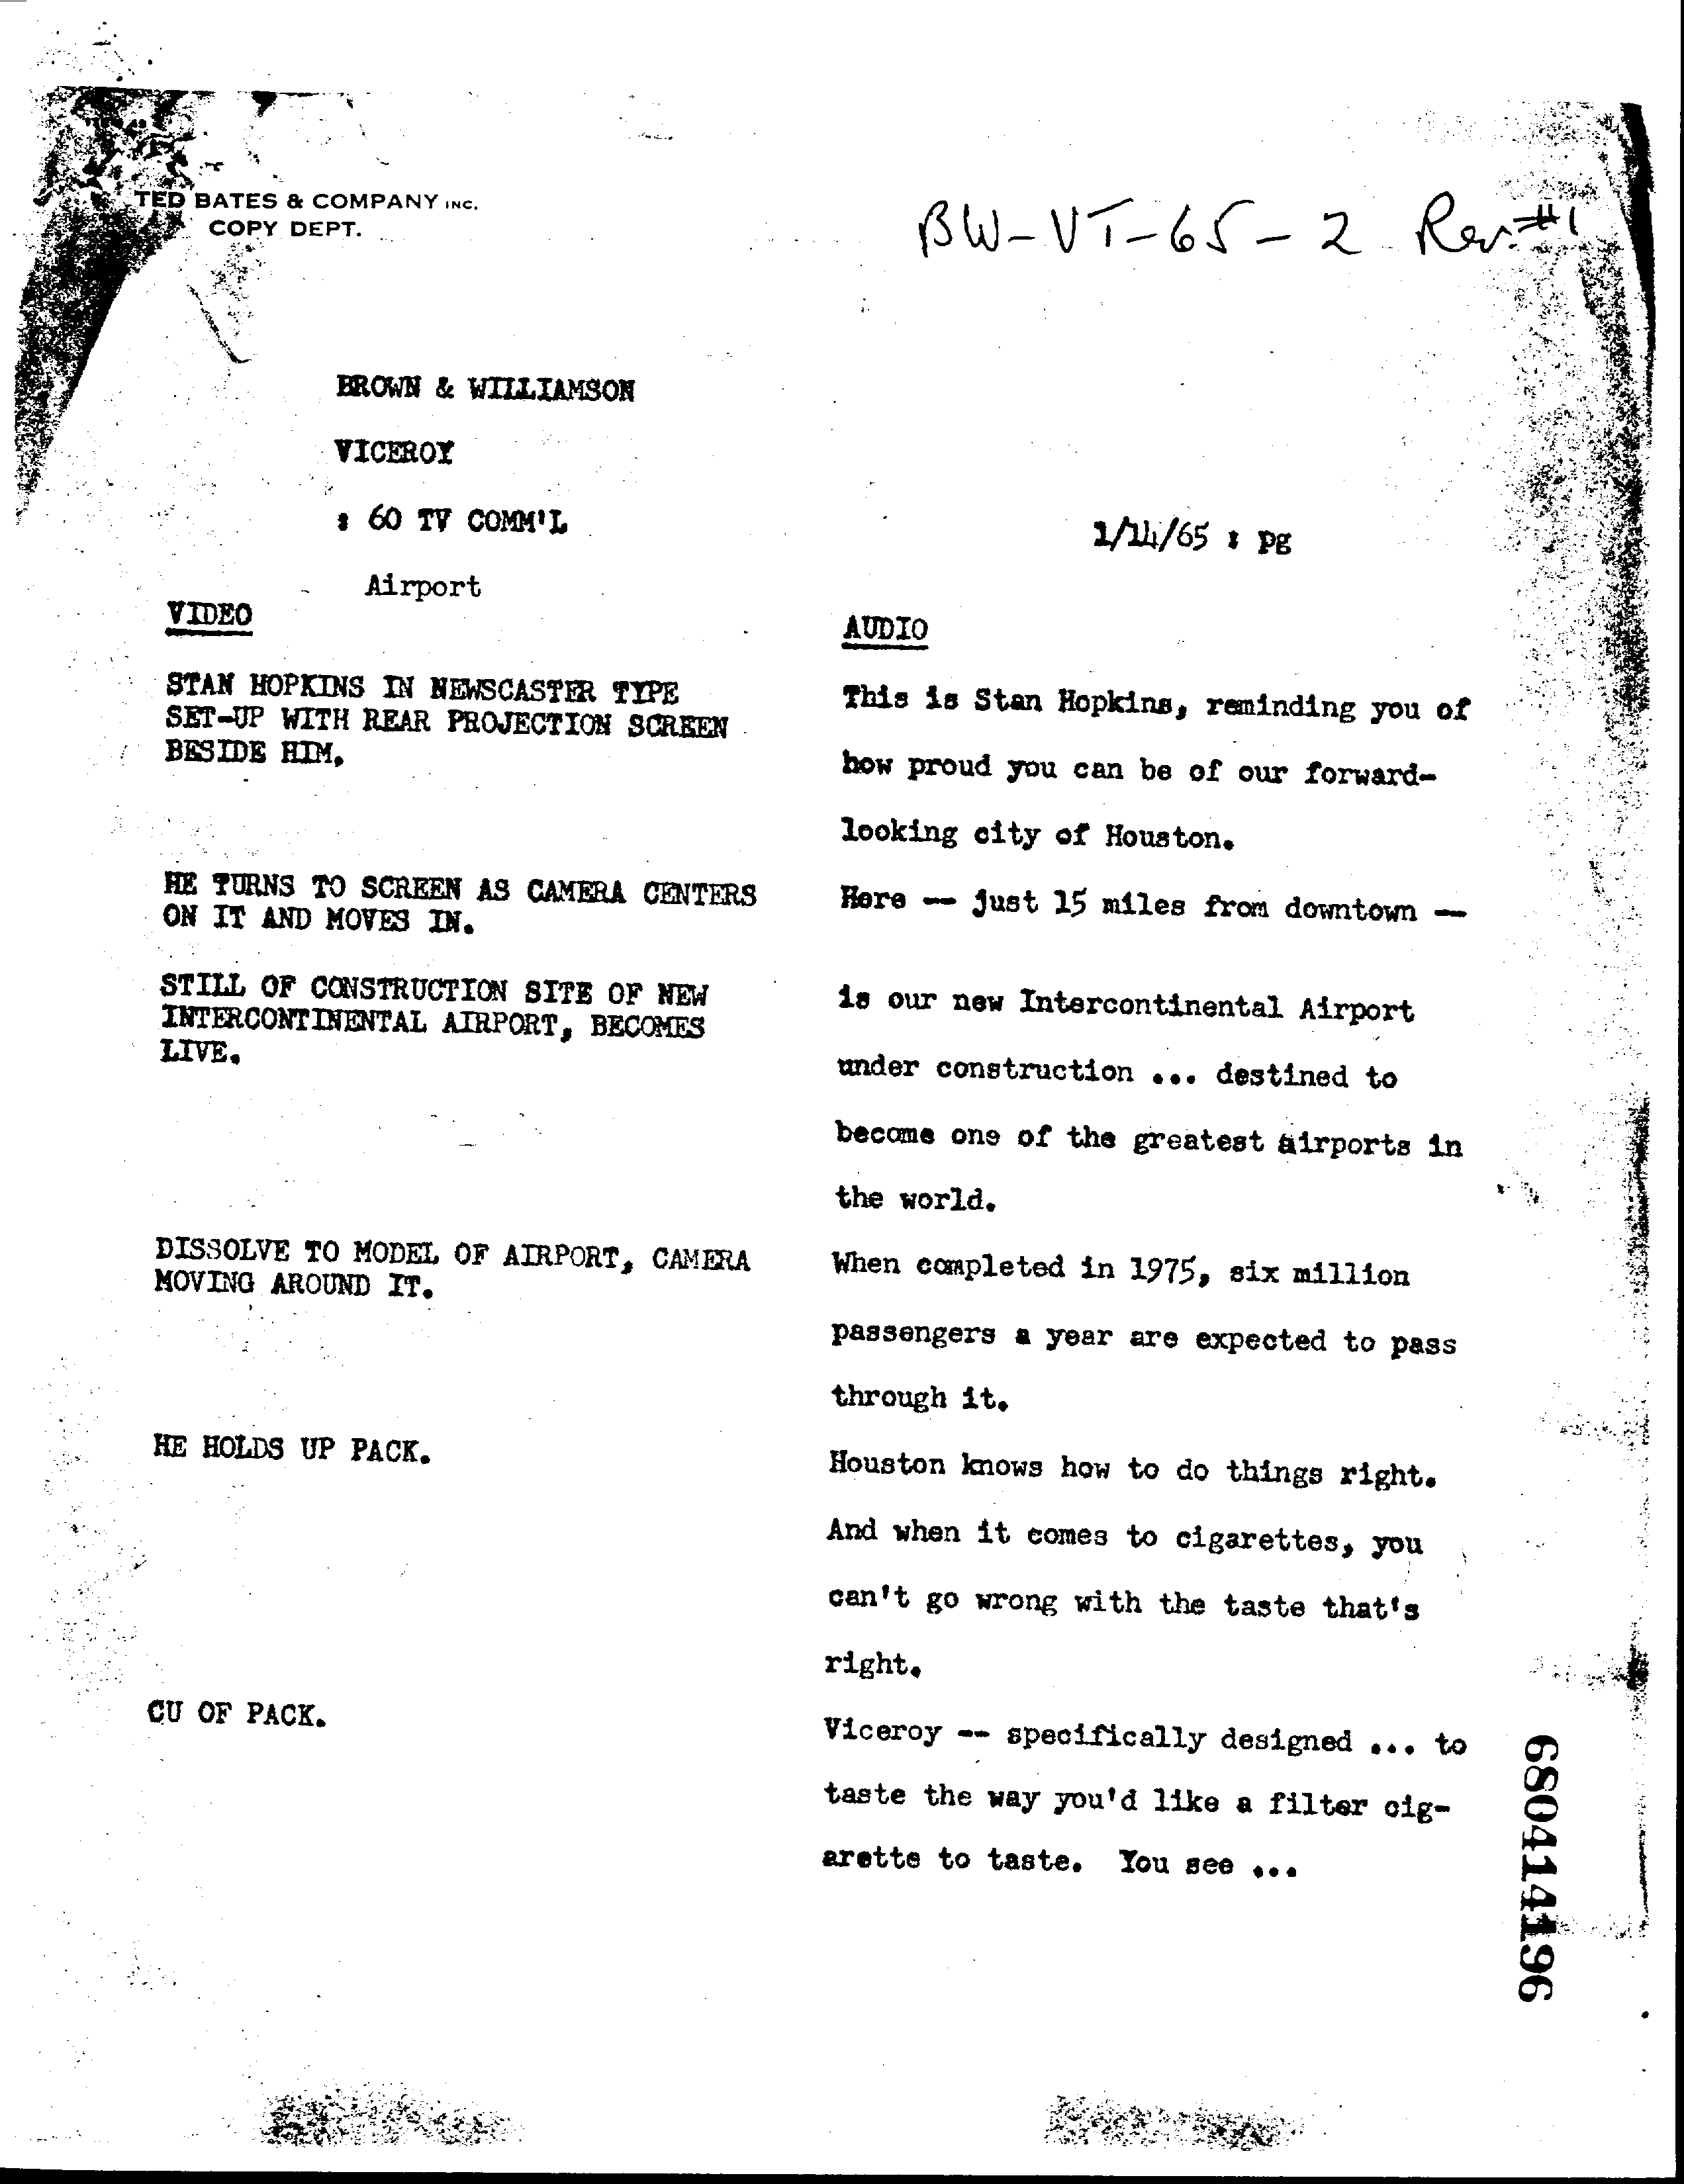 TED BATES & COMPANY INC.
COPY DEPT.
BW-VT-65-2 Rev. #1
BROWN & WILLIAMSON
VICEROY
: 60 TV COMM'L
1/14/65 : pg
Airport
VIDEO
AUDIO
STAN HOPKINS IN NEWSCASTER TYPE
SET-UP WITH REAR PROJECTION SCREEN
BESIDE HIM.
This is Stan Hopkins, reminding you of
how proud you can be of our forward-
looking city of Houston.
HE TURNS TO SCREEN AS CAMERA CENTERS
ON IT AND MOVES IN.
Here -- just 15 miles from downtown --
STILL OF CONSTRUCTION SITE OF NEW
INTERCONTINENTAL AIRPORT, BECOMES
LIVE.
is our new Intercontinental Airport
under construction ... destined to
become one of the greatest airports in
the world.
DISSOLVE TO MODEL OF AIRPORT, CAMERA
MOVING AROUND IT.
When completed in 1975, six million
passengers a year are expected to pass
through it.
HE HOLDS UP PACK.
Houston knows how to do things right.
And when it comes to cigarettes, you
can't go wrong with the taste that's
right.
CU OF PACK.
Viceroy -- specifically designed ... to
taste the way you'd like a filter cig-
arette to taste. You see ...
680414196